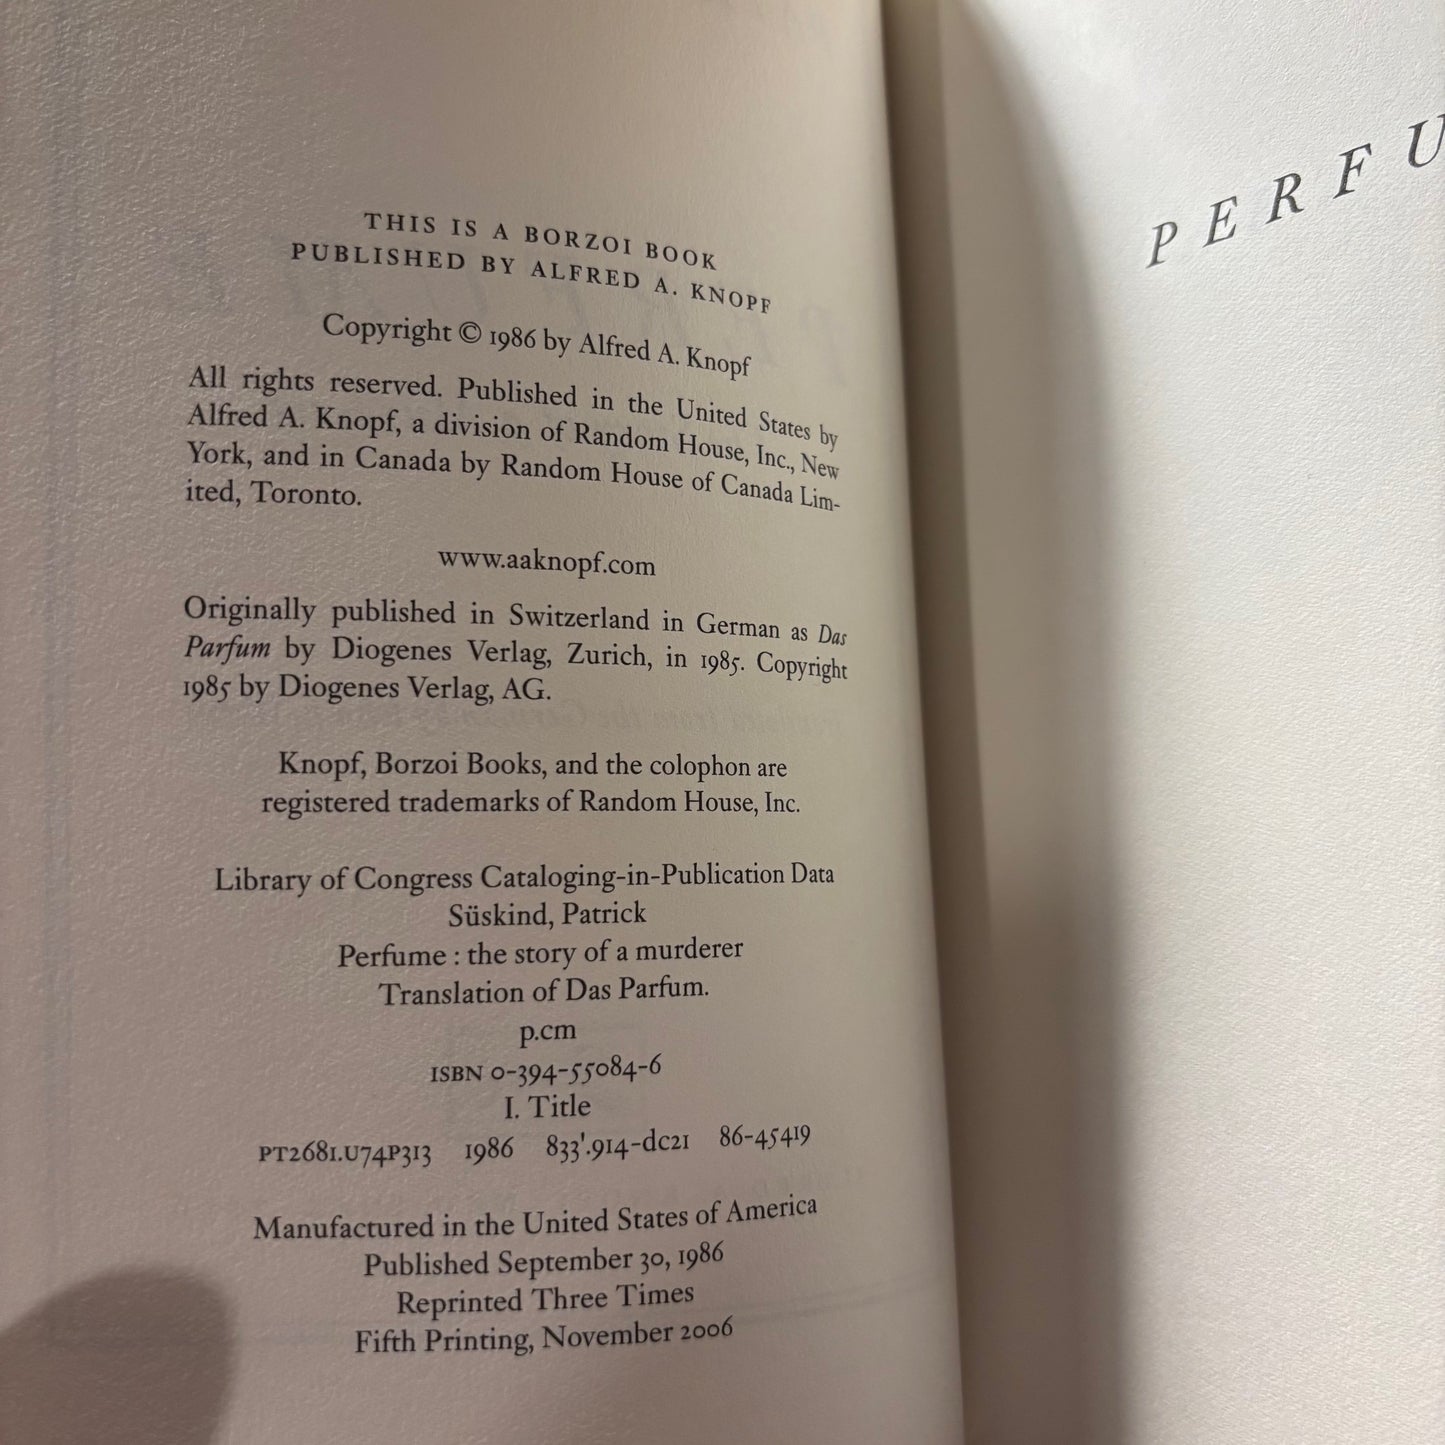 THIS IS A BORZOI BOOK
PUBLISHED BY ALFRED A. KNOPF
Copyright © 1986 by Alfred A. Knopf
All rights reserved. Published in the United States by
Alfred A. Knopf, a division of Random House, Inc., New
York, and in Canada by Random House of Canada Lim-
ited, Toronto.
www.aaknopf.com
Originally published in Switzerland in German as Das
Parfum by Diogenes Verlag, Zurich, in 1985. Copyright
1985 by Diogenes Verlag, AG.
Knopf, Borzoi Books, and the colophon are
registered trademarks of Random House, Inc.
Library of Congress Cataloging-in-Publication Data
Süskind, Patrick
Perfume : the story of a murderer
Translation of Das Parfum.
p.cm
ISBN 0-394-55084-6
I. Title
PT2681.U74P313 1986 833'.914-dc21 86-45419
Manufactured in the United States of America
Published September 30, 1986
Reprinted Three Times
Fifth Printing, November 2006
PERFU